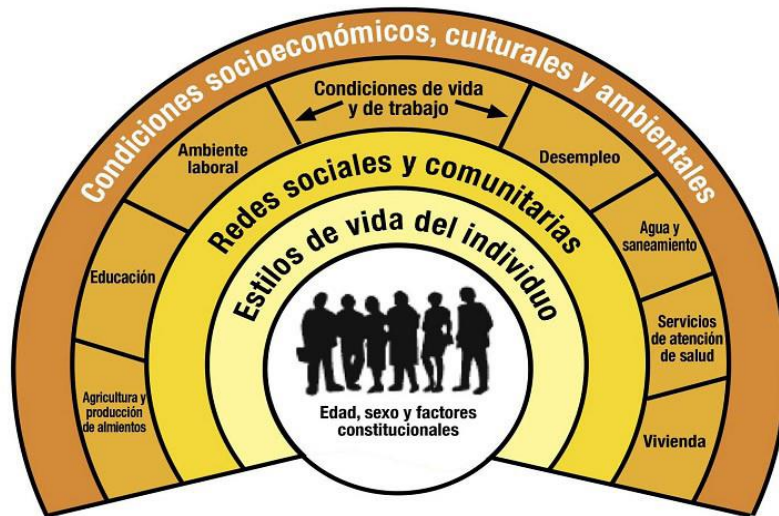 Condiciones socioeconómicos, culturales y ambientales
Condiciones de vida
y de trabajo
Ambiente
laboral
Desempleo
Redes sociales y comunitarias
Agua y
saneamiento
Estilos de vida del individuo
Educación
Servicios
de atención
de salud
Agricultura y
producción
de almientos
Edad, sexo y factores
constitucionales
Vivienda